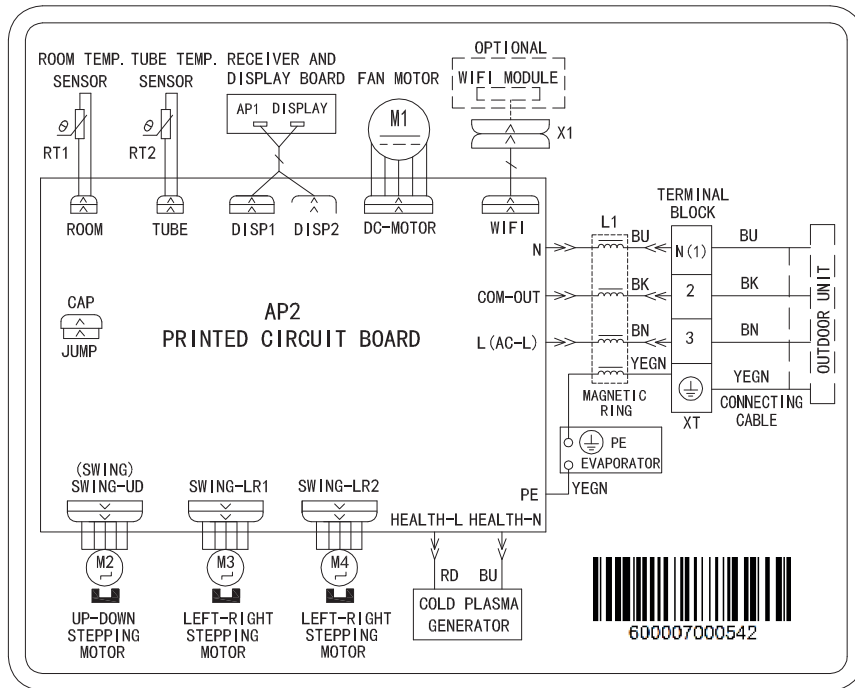 OPTIONAL
ROOM TEMP. TUBE TEMP. RECEIVER AND
SENSOR SENSOR DISPLAY BOARD FAN MOTOR WIFI MODULE
AP1 DISPLAY
M1
X1
θ
RT1
θ
RT2
ROOM TUBE DISP1 DISP2 DC-MOTOR WIFI
TERMINAL
BLOCK
L1
N BU N(1) BU
COM-OUT BK 2 BK
L(AC-L) BN 3 BN
YEGN YEGN
OUTDOOR UNIT
CAP
JUMP
AP2
PRINTED CIRCUIT BOARD
MAGNETIC
RING
XT
CONNECTING
CABLE
PE
EVAPORATOR
PE YEGN
(SWING)
SWING-UD SWING-LR1 SWING-LR2
HEALTH-L HEALTH-N
M2 M3 M4
RD BU
UP-DOWN
STEPPING
MOTOR
LEFT-RIGHT
STEPPING
MOTOR
LEFT-RIGHT
STEPPING
MOTOR
COLD PLASMA
GENERATOR
600007000542